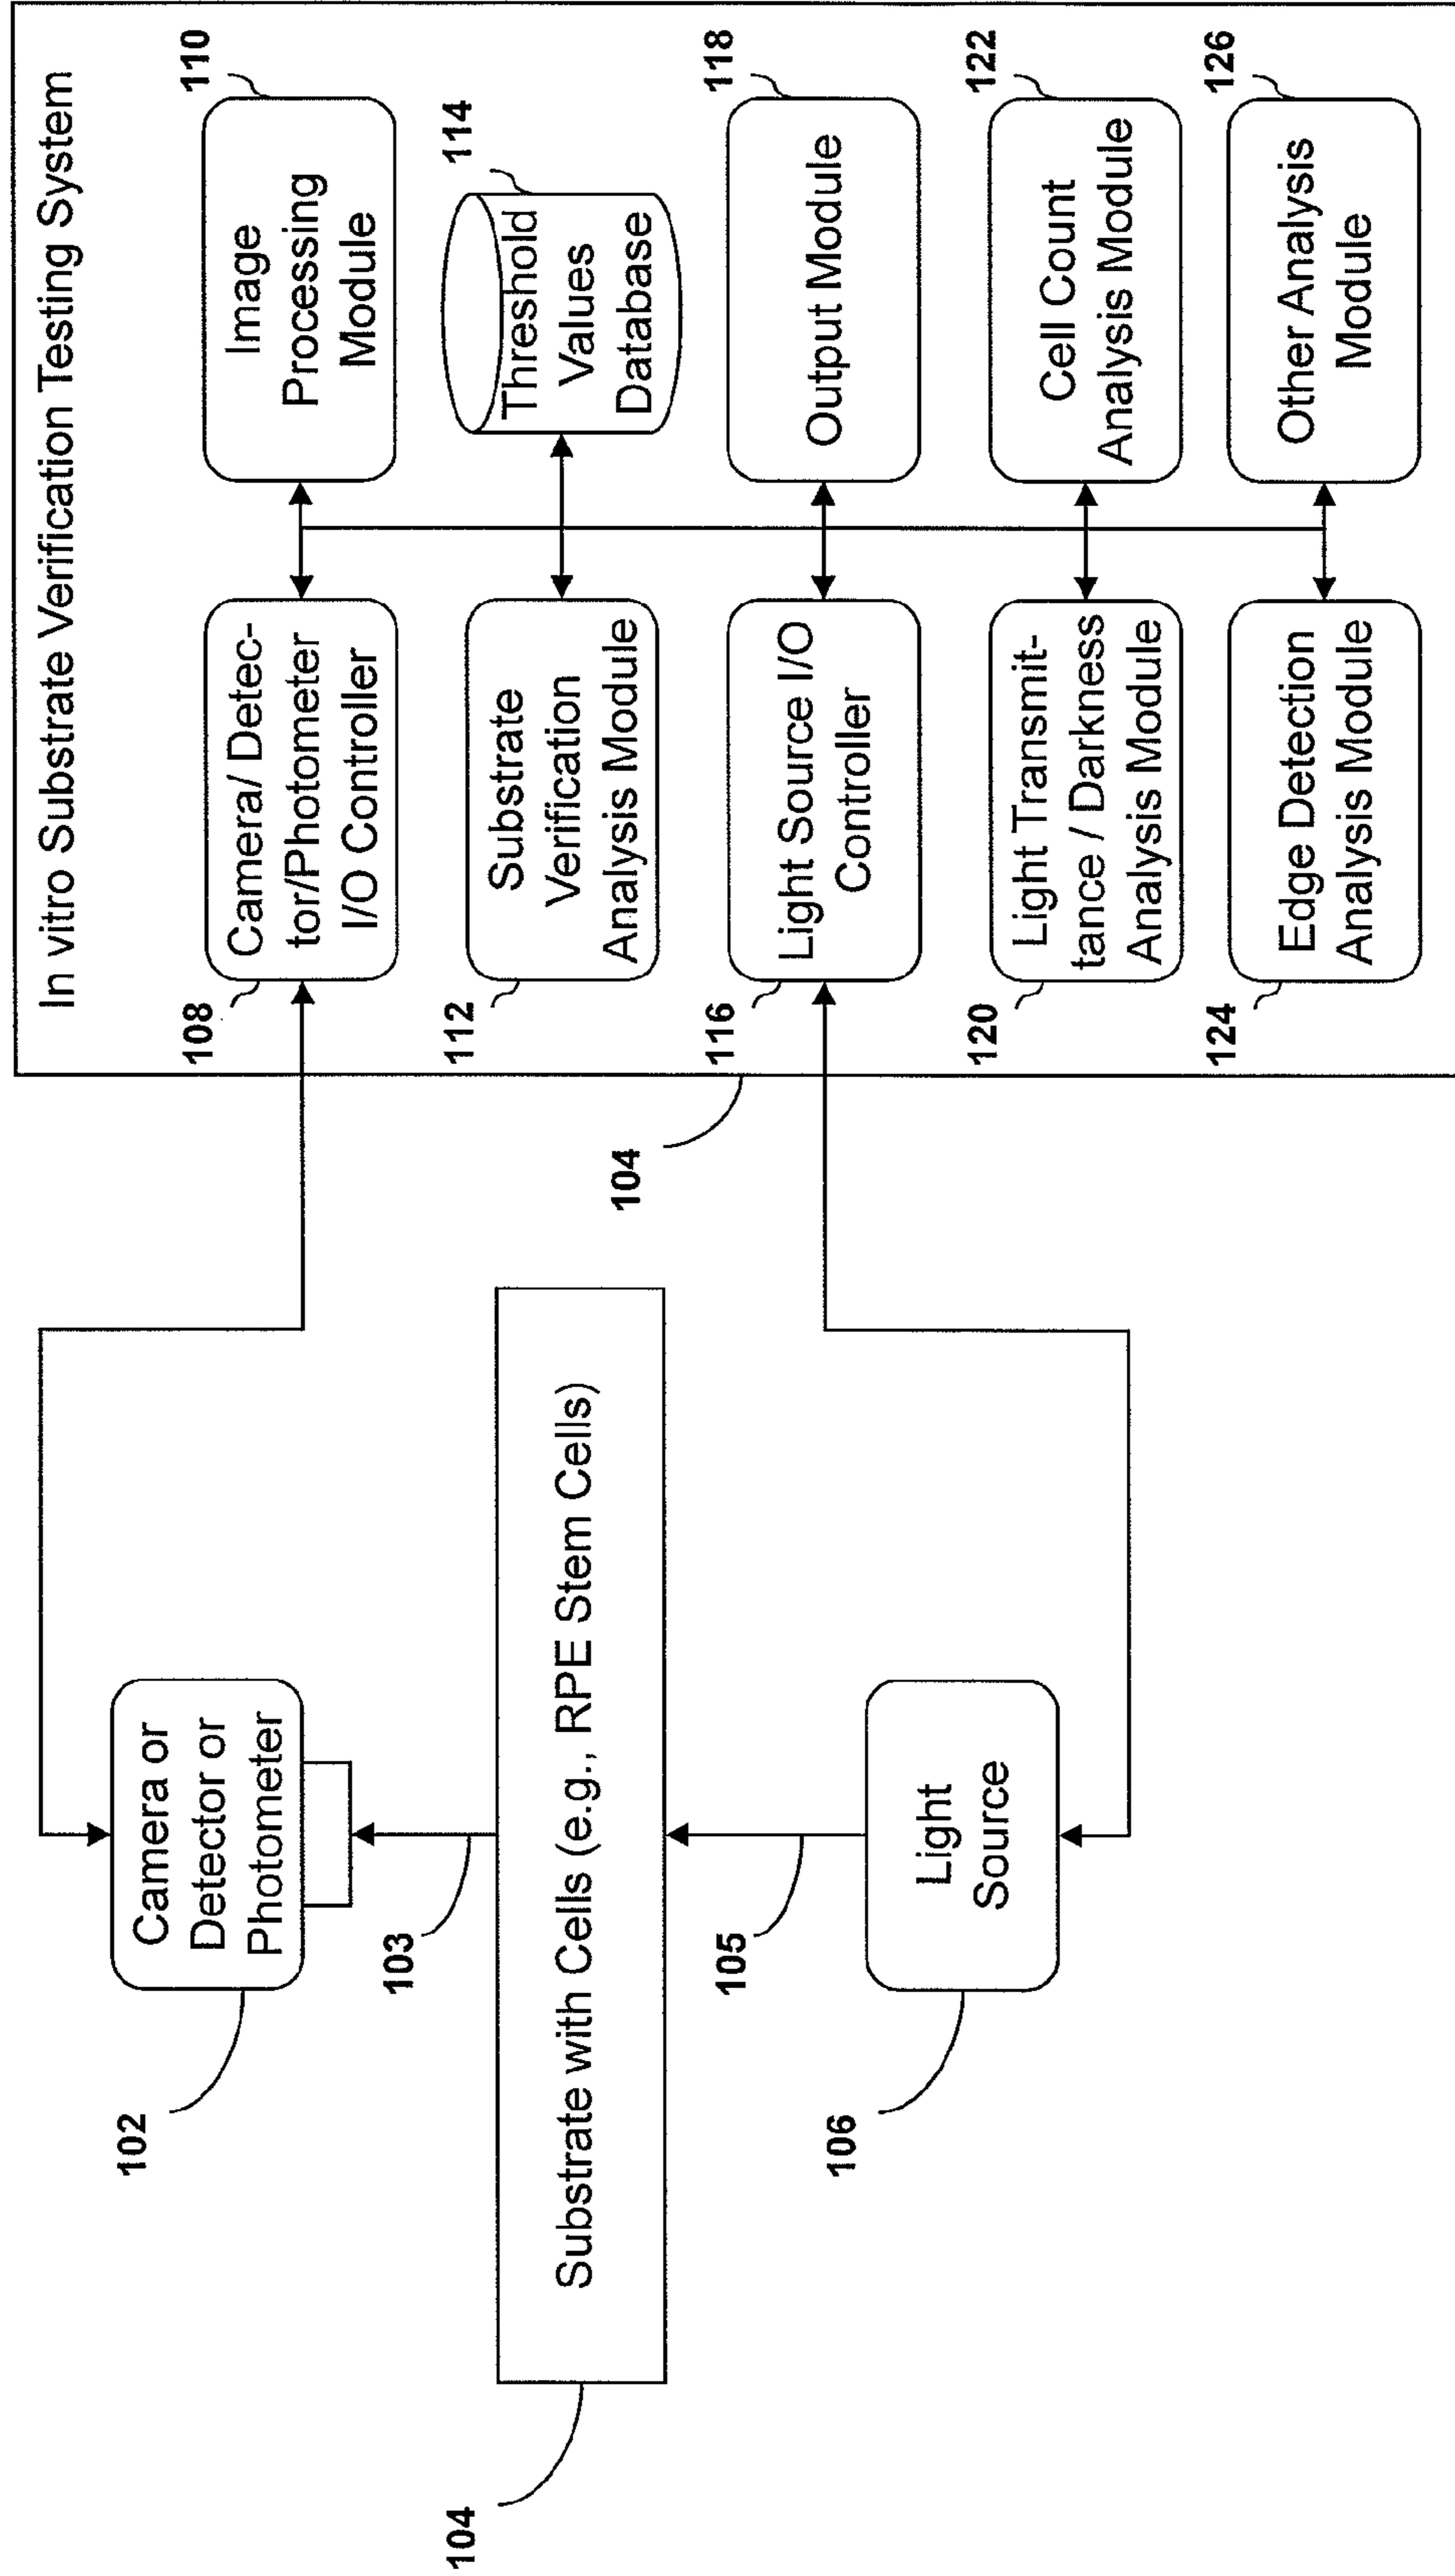 In vitro Substrate Verification Testing System
102
Camera or
Detector or
Photometer
103
104
Substrate with Cells (e.g., RPE Stem Cells)
105
106
Light
Source
104
108
Camera/ Detec-
tor/Photometer
I/O Controller
110
Image
Processing
Module
112
Substrate
Verification
Analysis Module
114
Threshold
Values
Database
116
Light Source I/O
Controller
118
Output Module
120
Light Transmit-
tance / Darkness
Analysis Module
122
Cell Count
Analysis Module
124
Edge Detection
Analysis Module
126
Other Analysis
Module